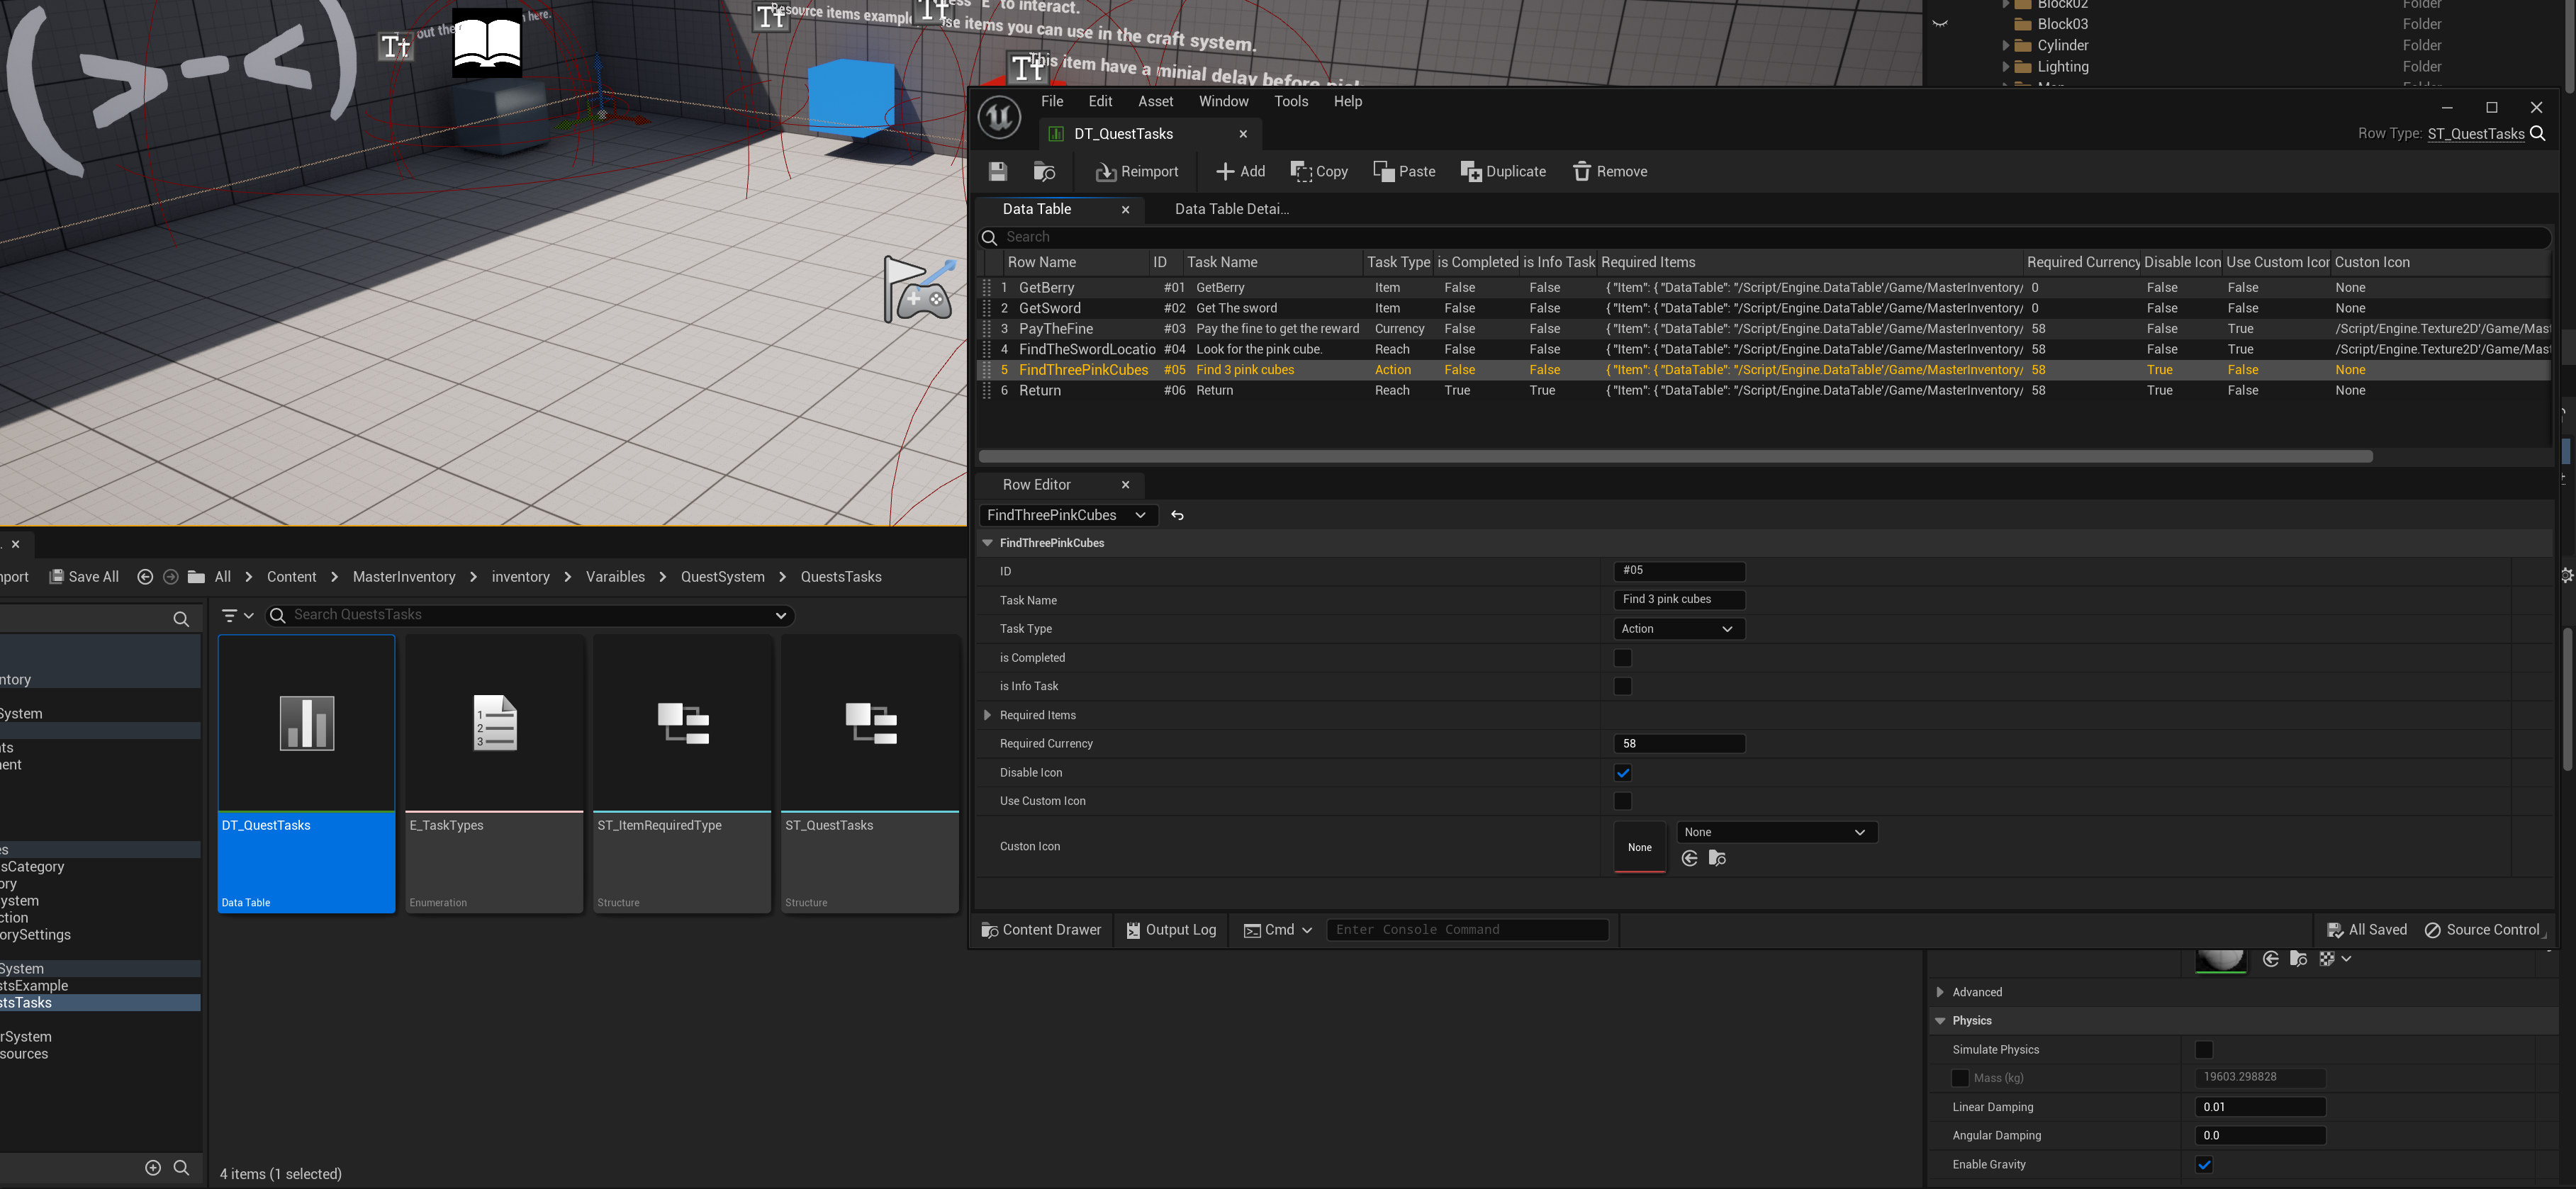 (>-<)
Tt
out the
here.
Tt
Resource items exampl
Tt
ess 'E' to interact.
se items you can use in the craft system.
Tt
This item have a minial delay before pick
Block02 Folder
Block03 Folder
Cylinder Folder
Lighting Folder
File Edit Asset Window Tools Help
DT_QuestTasks
Row Type: ST_QuestTasks
Reimport Add Copy Paste Duplicate Remove
Data Table
Data Table Detai...
Search
Row Name ID Task Name Task Type is Completed is Info Task Required Items Required Currency Disable Icon Use Custom Icon Custon Icon
1 GetBerry #01 GetBerry Item False False { "Item": { "DataTable": "/Script/Engine.DataTable'/Game/MasterInventory/ 0 False False None
2 GetSword #02 Get The sword Item False False { "Item": { "DataTable": "/Script/Engine.DataTable'/Game/MasterInventory/ 0 False False None
3 PayTheFine #03 Pay the fine to get the reward Currency False False { "Item": { "DataTable": "/Script/Engine.DataTable'/Game/MasterInventory/ 58 False True /Script/Engine.Texture2D'/Game/Mast
4 FindTheSwordLocatio #04 Look for the pink cube. Reach False False { "Item": { "DataTable": "/Script/Engine.DataTable'/Game/MasterInventory/ 58 False True /Script/Engine.Texture2D'/Game/Mast
5 FindThreePinkCubes #05 Find 3 pink cubes Action False False { "Item": { "DataTable": "/Script/Engine.DataTable'/Game/MasterInventory/ 58 True False None
6 Return #06 Return Reach True True { "Item": { "DataTable": "/Script/Engine.DataTable'/Game/MasterInventory/ 58 True False None
Row Editor
FindThreePinkCubes
FindThreePinkCubes
ID #05
Task Name Find 3 pink cubes
Task Type Action
is Completed
is Info Task
Required Items
Required Currency 58
Disable Icon
Use Custom Icon
Custon Icon None None
Content Drawer Output Log Cmd Enter Console Command All Saved Source Control
nport Save All All > Content > MasterInventory > inventory > Varaibles > QuestSystem > QuestsTasks
Search QuestsTasks
ntory
System
ts
nent
s
sCategory
ory
ystem
ction
orySettings
System
stsExample
stsTasks
rSystem
sources
DT_QuestTasks
Data Table
E_TaskTypes
Enumeration
ST_ItemRequiredType
Structure
ST_QuestTasks
Structure
4 items (1 selected)
Advanced
Physics
Simulate Physics
Mass (kg) 19603.298828
Linear Damping 0.01
Angular Damping 0.0
Enable Gravity